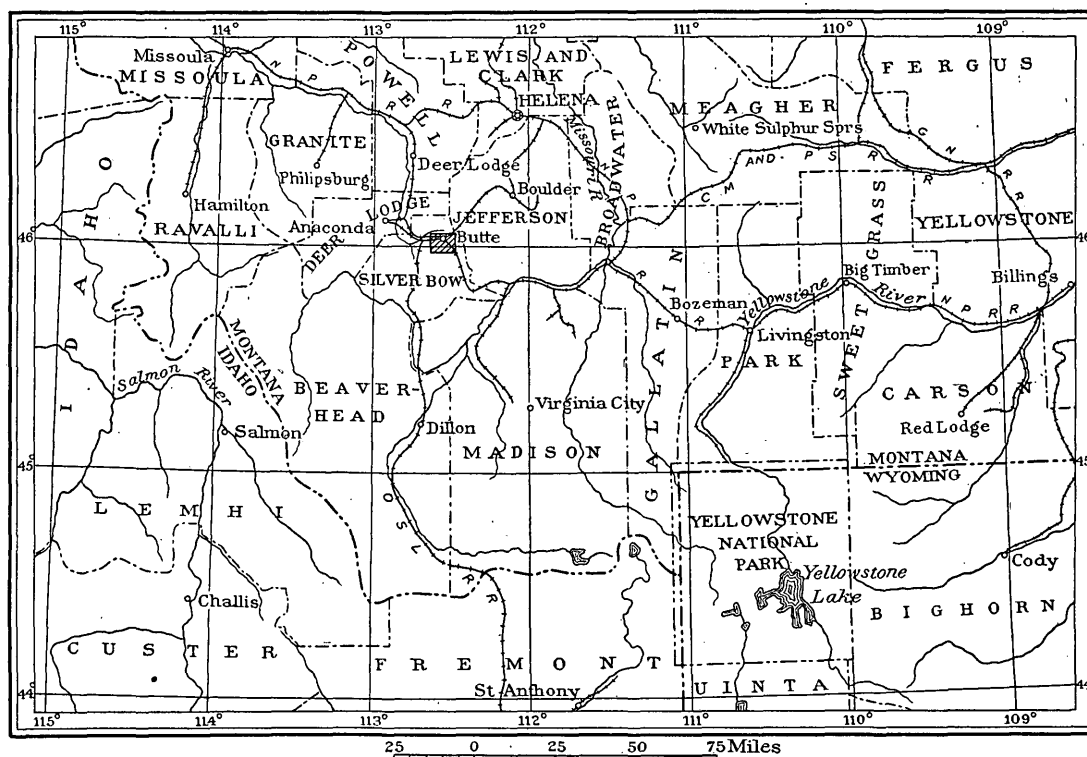 115° 114° 113° 112° 111° 110° 109°
Missoula
MISSOULA
POWELL
N P R R
LEWIS AND CLARK
HELENA
FERGUS
MEAGHER
White Sulphur Sprs
GRANITE
Philipsburg
Deer Lodge
Missouri R
N P
BROADWATER
C M AND P S R R
G N R R
IDAHO
Hamilton
RAVALLI
Anaconda
DEER LODGE
Boulder
JEFFERSON
Butte
SILVER BOW
46°
46°
SWEET GRASS
YELLOWSTONE
Big Timber
Billings
Yellowstone River
N P R R
Bozeman
R R
Livingston
PARK
GALLATIN
MONTANA
IDAHO
Salmon River
Salmon
BEAVER-
HEAD
Dillon
Virginia City
MADISON
CARSON
Red Lodge
MONTANA
WYOMING
45°
45
LEMHI
O S L R R
YELLOWSTONE
NATIONAL
PARK
Yellowstone
Lake
Cody
BIGHORN
Challis
CUSTER
FREMONT
St. Anthony
UINTA
44°
44
115° 114° 113° 112° 111° 110° 109°
25 0 25 50 75 Miles